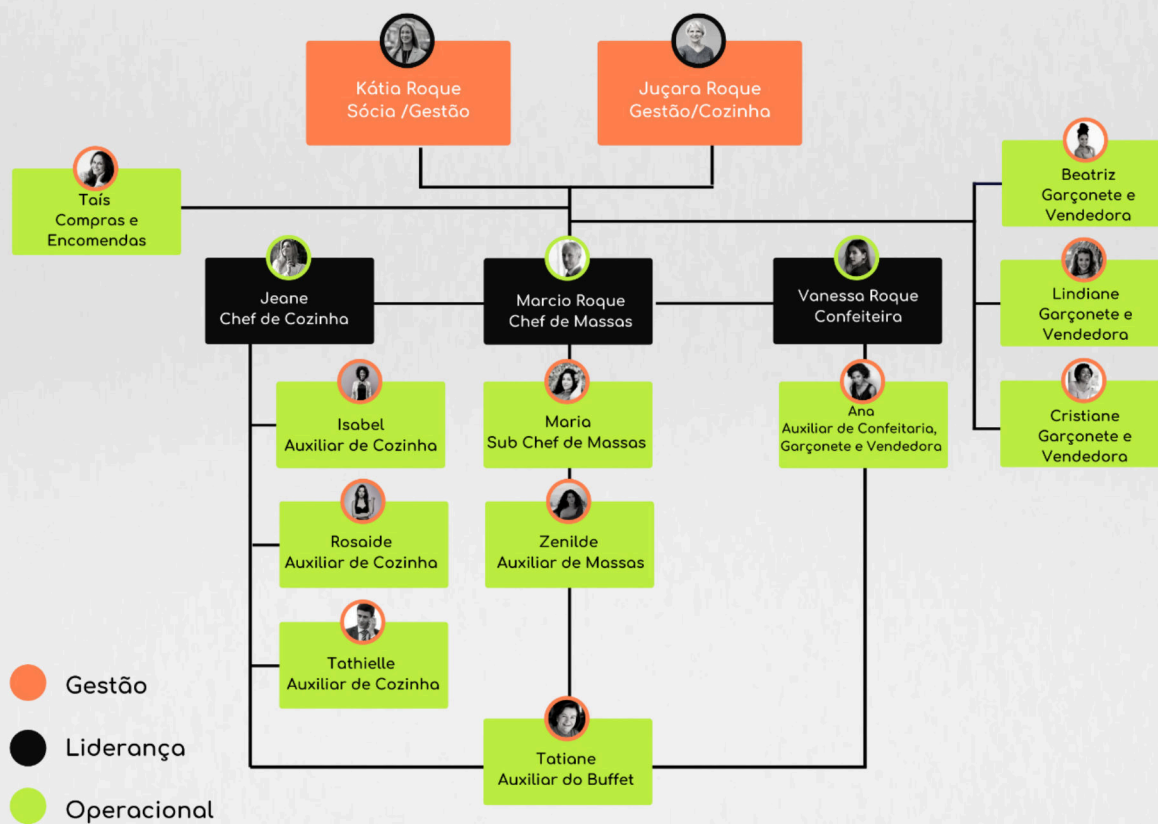 Kátia Roque
Sócia /Gestão
Juçara Roque
Gestão/Cozinha
Taís
Compras e
Encomendas
Beatriz
Garçonete e
Vendedora
Jeane
Chef de Cozinha
Marcio Roque
Chef de Massas
Vanessa Roque
Confeiteira
Lindiane
Garçonete e
Vendedora
Isabel
Auxiliar de Cozinha
Maria
Sub Chef de Massas
Ana
Auxiliar de Confeitaria,
Garçonete e Vendedora
Cristiane
Garçonete e
Vendedora
Rosaide
Auxiliar de Cozinha
Zenilde
Auxiliar de Massas
Tathielle
Auxiliar de Cozinha
Tatiane
Auxiliar do Buffet
Gestão
Liderança
Operacional